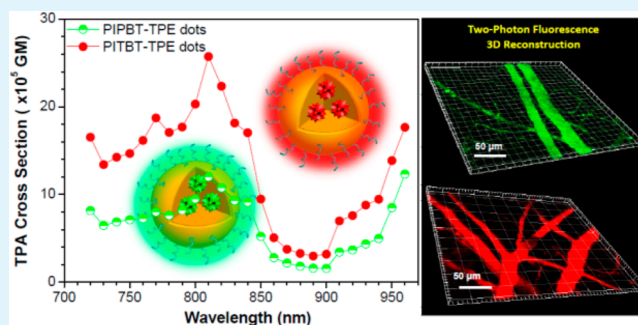 PIPBT-TPE dots
PITBT-TPE dots
TPA Cross Section ( x10⁵ GM)
30
20
10
0
700
750
800
850
900
950
Wavelength (nm)
Two-Photon Fluorescence
3D Reconstruction
50 µm
50 µm